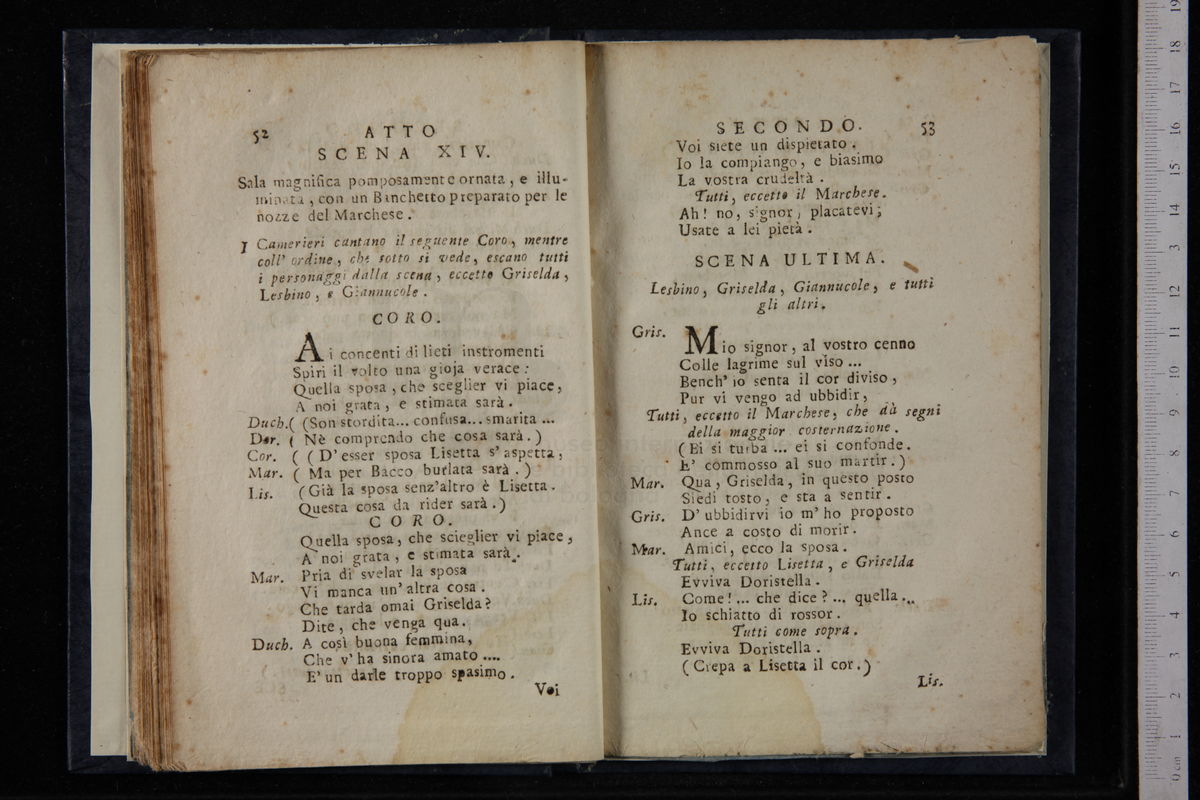 52 ATTO
SCENA XIV.
Sala magnifica pomposamente ornata, e illu-
minata, con un Banchetto preparato per le
nozze del Marchese.
I Camerieri cantano il seguente Coro, mentre
coll' ordine, che sotto si vede, escano tutti
i personaggi dalla scena, eccetto Griselda,
Lesbino, e Giannucole.
CORO.
Ai concenti di lieti instromenti
Spiri il volto una gioja verace:
Quella sposa, che sceglier vi piace,
A noi grata, e stimata sarà.
Duch. ( (Son stordita... confusa... smarita ...
Dor. ( Nè comprendo che cosa sarà.)
Cor. ( ( D' esser sposa Lisetta s' aspetta,
Mar. ( Ma per Bacco burlata sarà.)
Lis. (Già la sposa senz'altro è Lisetta.
Questa cosa da rider sarà.)
CORO.
Quella sposa, che scieglier vi piace,
A noi grata, e stimata sarà.
Mar. Pria di svelar la sposa
Vi manca un' altra cosa.
Che tarda omai Griselda?
Dite, che venga qua.
Duch. A così buona femmina,
Che v' ha sinora amato ....
E' un darle troppo spasimo.
Voi
SECONDO. 53
Voi siete un dispietato.
Io la compiango, e biasimo
La vostra crudeltà.
Tutti, eccetto il Marchese.
Ah! no, signor, placatevi;
Usate a lei pietà.
SCENA ULTIMA.
Lesbino, Griselda, Giannucole, e tutti
gli altri.
Gris. Mio signor, al vostro cenno
Colle lagrime sul viso ...
Bench' io senta il cor diviso,
Pur vi vengo ad ubbidir,
Tutti, eccetto il Marchese, che dà segni
della maggior costernazione.
(Ei si turba ... ei si confonde.
E' commosso al suo martir.)
Mar. Qua, Griselda, in questo posto
Siedi tosto, e sta a sentir.
Gris. D' ubbidirvi io m' ho proposto
Ance a costo di morir.
Mar. Amici, ecco la sposa.
Tutti, eccetto Lisetta, e Griselda
Evviva Doristella.
Lis. Come! ... che dice? ... quella ...
Io schiatto di rossor.
Tutti come sopra.
Evviva Doristella.
(Crepa a Lisetta il cor.)
Lis.